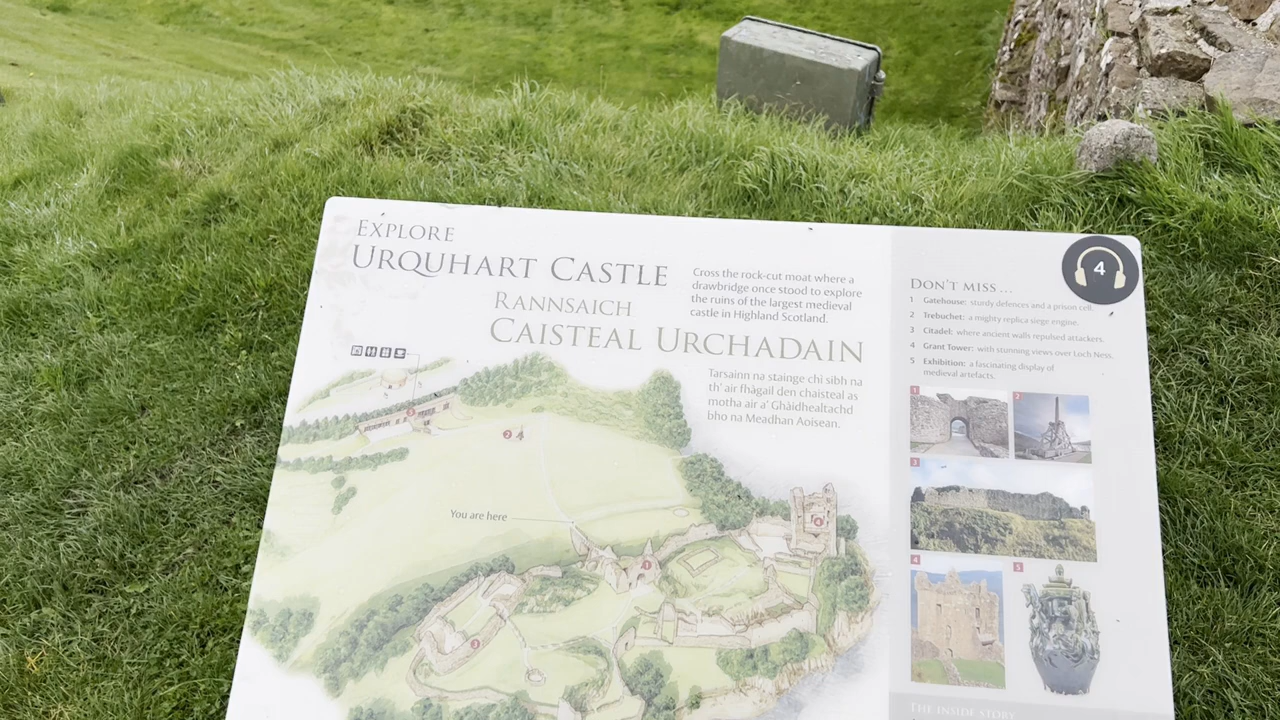 EXPLORE
URQUHART CASTLE
RANNSAICH
CAISTEAL URCHADAIN
Cross the rock-cut moat where a
drawbridge once stood to explore
the ruins of the largest medieval
castle in Highland Scotland.
Tarsainn na stainge chì sibh na
th' air fhàgail den chaisteal as
motha air a' Ghàidhealtachd
bho na Meadhan Aoisean.
You are here
5
2
1
4
3
4
DON'T MISS...
1 Gatehouse: sturdy defences and a prison cell.
2 Trebuchet: a mighty replica siege engine.
3 Citadel: where ancient walls repulsed attackers.
4 Grant Tower: with stunning views over Loch Ness.
5 Exhibition: a fascinating display of
medieval artefacts.
1
2
3
4
5
THE INSIDE STORY